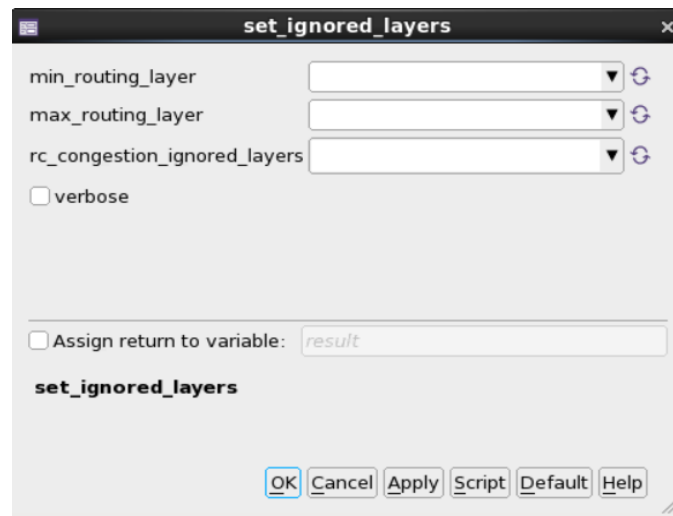 set_ignored_layers
min_routing_layer
max_routing_layer
rc_congestion_ignored_layers
verbose
Assign return to variable: result
set_ignored_layers
OK Cancel Apply Script Default Help